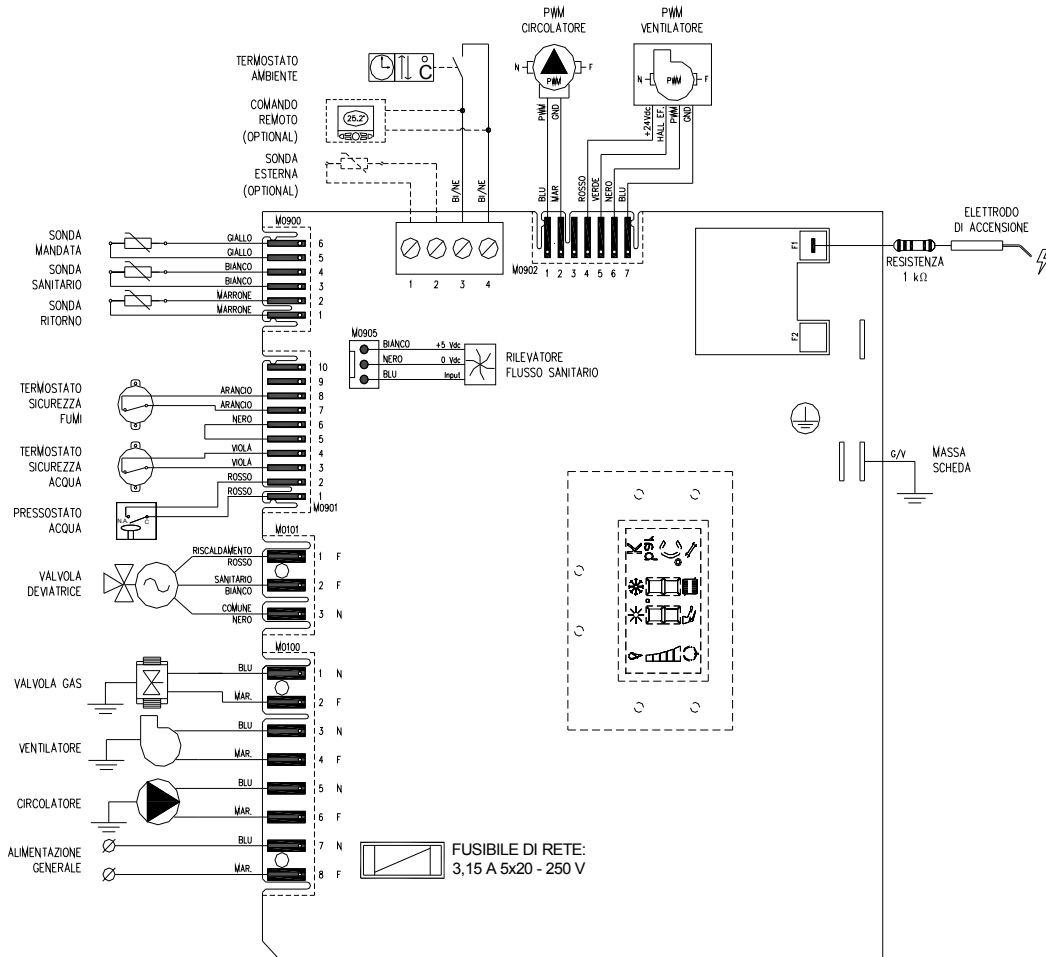 PWM
CIRCOLATORE
PWM
VENTILATORE
TERMOSTATO
AMBIENTE
°C
COMANDO
REMOTO
(OPTIONAL)
25.2°
SONDA
ESTERNA
(OPTIONAL)
N
F
PWM
N
F
PWM
PWM
GND
+24Vdc
HALL EF.
PWM
GND
BI/NE
BI/NE
BLU
MAR
ROSSO
VERDE
NERO
BLU
1 2 3 4
M0902
1 2 3 4 5 6 7
ELETTRODO
DI ACCENSIONE
F1
RESISTENZA
1 kΩ
F2
M0900
SONDA
MANDATA
GIALLO 6
GIALLO 5
SONDA
SANITARIO
BIANCO 4
BIANCO 3
SONDA
RITORNO
MARRONE 2
MARRONE 1
M0905
BIANCO +5 Vdc
NERO 0 Vdc
BLU Input
RILEVATORE
FLUSSO SANITARIO
10
9
TERMOSTATO
SICUREZZA
FUMI
ARANCIO 8
ARANCIO 7
NERO 6
5
TERMOSTATO
SICUREZZA
ACQUA
VIOLA 4
VIOLA 3
ROSSO 2
ROSSO 1
M0901
PRESSOSTATO
ACQUA
N.A.
C
G/V
MASSA
SCHEDA
M0101
VALVOLA
DEVIATRICE
RISCALDAMENTO
ROSSO
1 F
SANITARIO
BIANCO
2 F
COMUNE
NERO
3 N
M0100
VALVOLA GAS
BLU 1 N
MAR. 2 F
VENTILATORE
BLU 3 N
MAR. 4 F
CIRCOLATORE
BLU 5 N
MAR. 6 F
ALIMENTAZIONE
GENERALE
BLU 7 N
MAR. 8 F
FUSIBILE DI RETE:
3,15 A 5x20 - 250 V